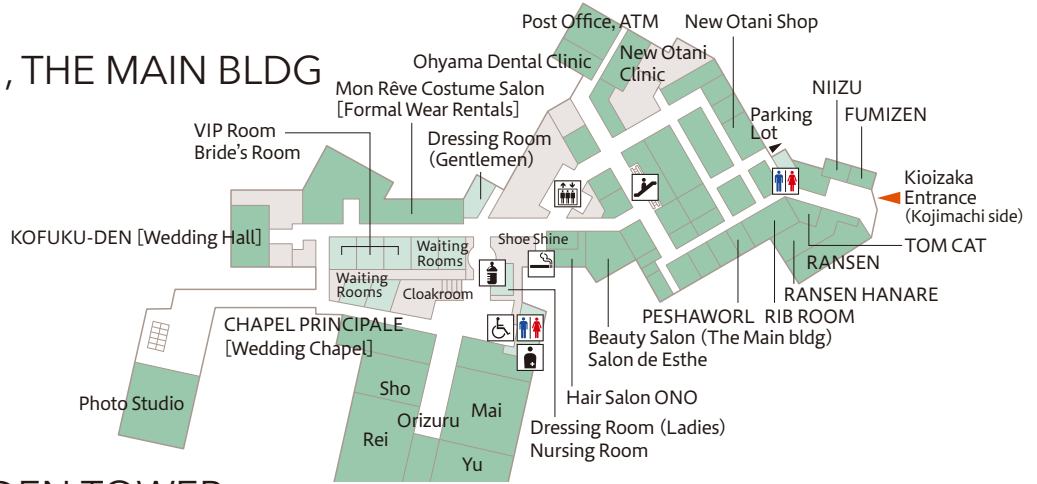 Post Office, ATM
New Otani Shop
, THE MAIN BLDG
Ohyama Dental Clinic
New Otani
Clinic
Mon Rêve Costume Salon
[Formal Wear Rentals]
NIIZU
Parking
Lot
FUMIZEN
VIP Room
Bride's Room
Dressing Room
(Gentlemen)
Kioizaka
Entrance
(Kojimachi side)
KOFUKU-DEN [Wedding Hall]
Waiting
Rooms
Shoe Shine
TOM CAT
RANSEN
Waiting
Rooms
Cloakroom
RANSEN HANARE
PESHAWORL
RIB ROOM
CHAPEL PRINCIPALE
[Wedding Chapel]
Beauty Salon (The Main bldg)
Salon de Esthe
Photo Studio
Sho
Hair Salon ONO
Orizuru
Mai
Rei
Dressing Room (Ladies)
Nursing Room
Yu
DEN TOWER